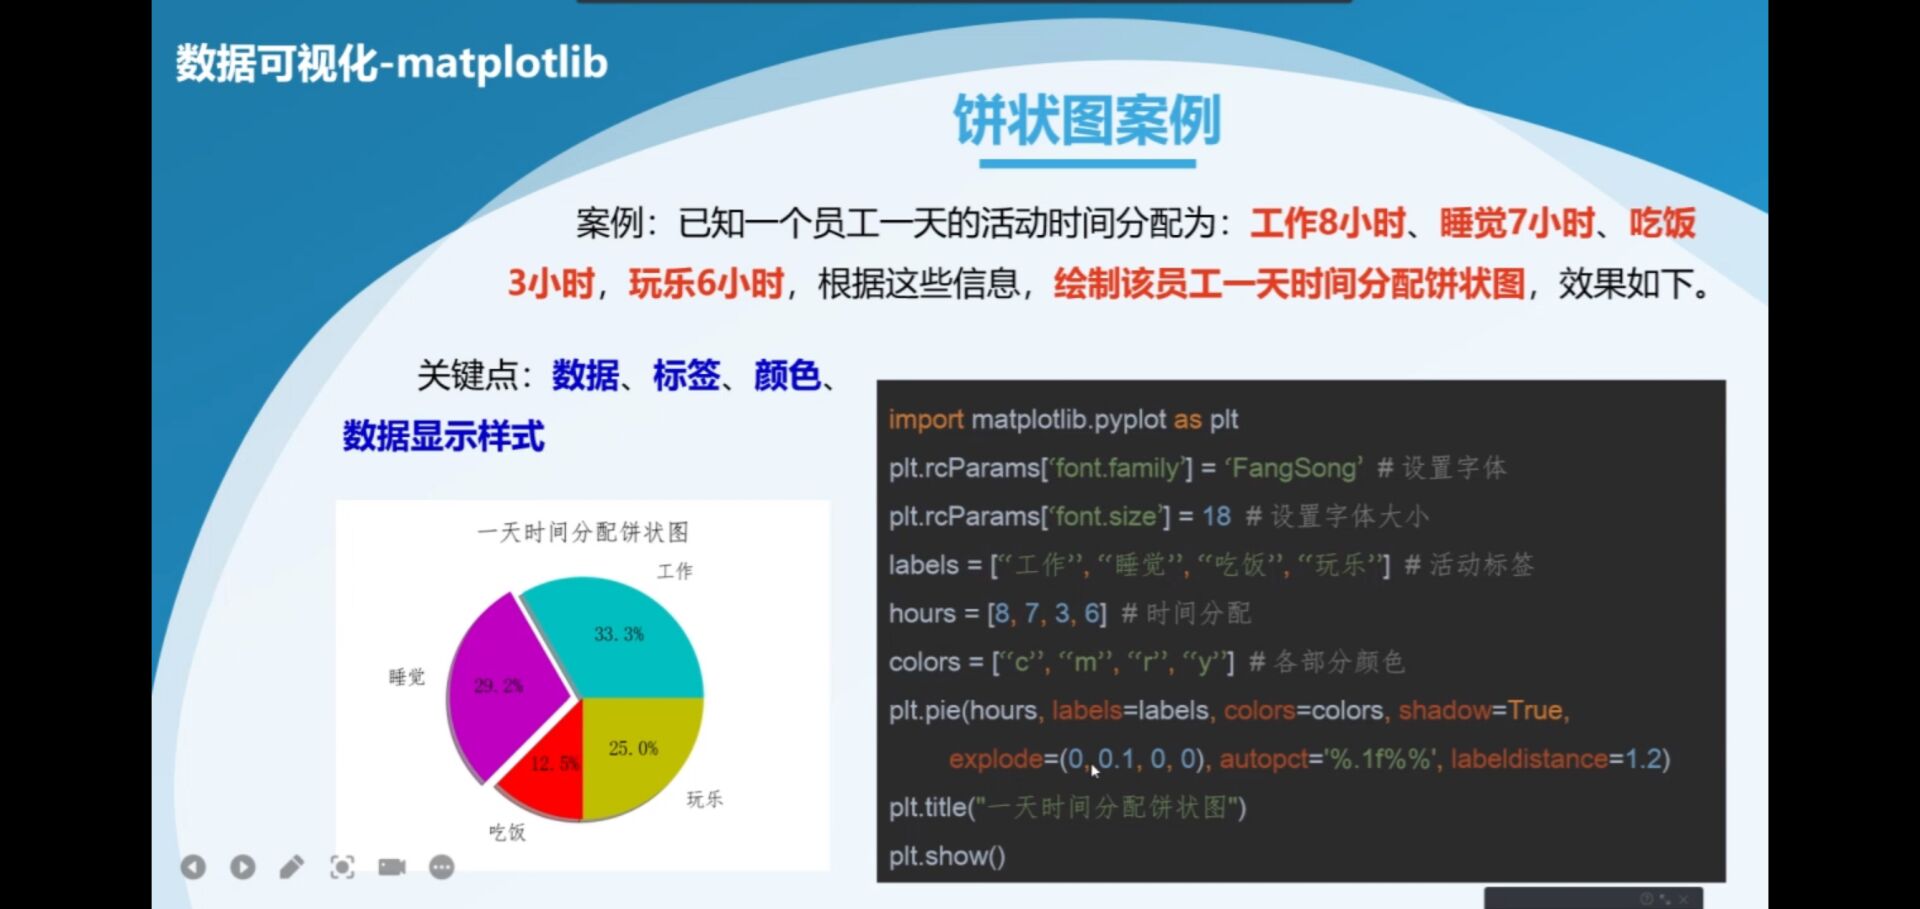 数据可视化-matplotlib
饼状图案例
案例：已知一个员工一天的活动时间分配为：工作8小时、睡觉7小时、吃饭
3小时，玩乐6小时，根据这些信息，绘制该员工一天时间分配饼状图，效果如下。
关键点：数据、标签、颜色、
数据显示样式
一天时间分配饼状图
工作
33.3%
睡觉
29.2%
12.5%
25.0%
玩乐
吃饭
import matplotlib.pyplot as plt
plt.rcParams[‘font.family’] = ‘FangSong’ # 设置字体
plt.rcParams[‘font.size’] = 18 # 设置字体大小
labels = [“工作”, “睡觉”, “吃饭”, “玩乐”] # 活动标签
hours = [8, 7, 3, 6] # 时间分配
colors = [“c”, “m”, “r”, “y”] # 各部分颜色
plt.pie(hours, labels=labels, colors=colors, shadow=True,
explode=(0, 0.1, 0, 0), autopct='%.1f%%', labeldistance=1.2)
plt.title("一天时间分配饼状图")
plt.show()